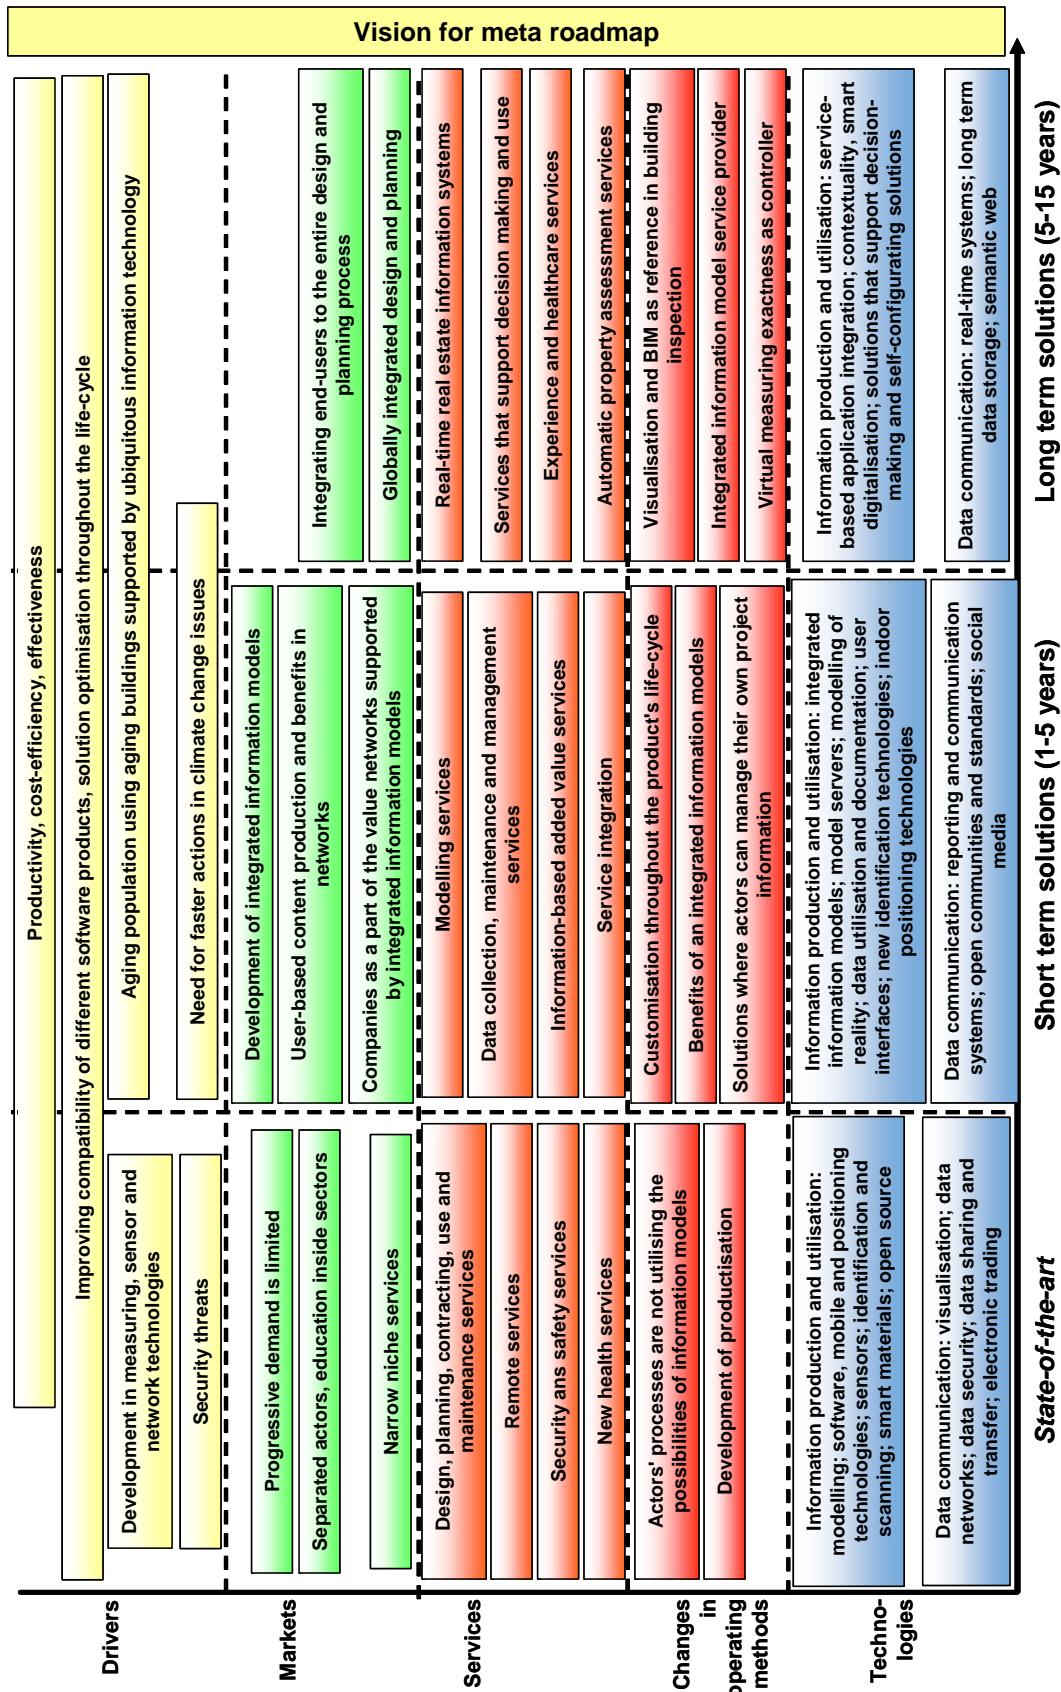 Vision for meta roadmap
Drivers
Productivity, cost-efficiency, effectiveness
Improving compatibility of different software products, solution optimisation throughout the life-cycle
Development in measuring, sensor and
network technologies
Aging population using aging buildings supported by ubiquitous information technology
Security threats
Need for faster actions in climate change issues
Markets
Progressive demand is limited
Separated actors, education inside sectors
Narrow niche services
Development of integrated information models
User-based content production and benefits in
networks
Companies as a part of the value networks supported
by integrated information models
Integrating end-users to the entire design and
planning process
Globally integrated design and planning
Services
Design, planning, contracting, use and
maintenance services
Remote services
Security ans safety services
New health services
Modelling services
Data collection, maintenance and management
services
Information-based added value services
Service integration
Real-time real estate information systems
Services that support decision making and use
Experience and healthcare services
Automatic property assessment services
Changes
in
operating
methods
Actors' processes are not utilising the
possibilities of information models
Development of productisation
Customisation throughout the product's life-cycle
Benefits of an integrated information models
Solutions where actors can manage their own project
information
Visualisation and BIM as reference in building
inspection
Integrated information model service provider
Virtual measuring exactness as controller
Techno-
logies
Information production and utilisation:
modelling; software, mobile and positioning
technologies; sensors; identification and
scanning; smart materials; open source
Data communication: visualisation; data
networks; data security; data sharing and
transfer; electronic trading
Information production and utilisation: integrated
information models; model servers; modelling of
reality; data utilisation and documentation; user
interfaces; new identification technologies; indoor
positioning technologies
Data communication: reporting and communication
systems; open communities and standards; social
media
Information production and utilisation: service-
based application integration; contextuality, smart
digitalisation; solutions that support decision-
making and self-configurating solutions
Data communication: real-time systems; long term
data storage; semantic web
State-of-the-art
Short term solutions (1-5 years)
Long term solutions (5-15 years)